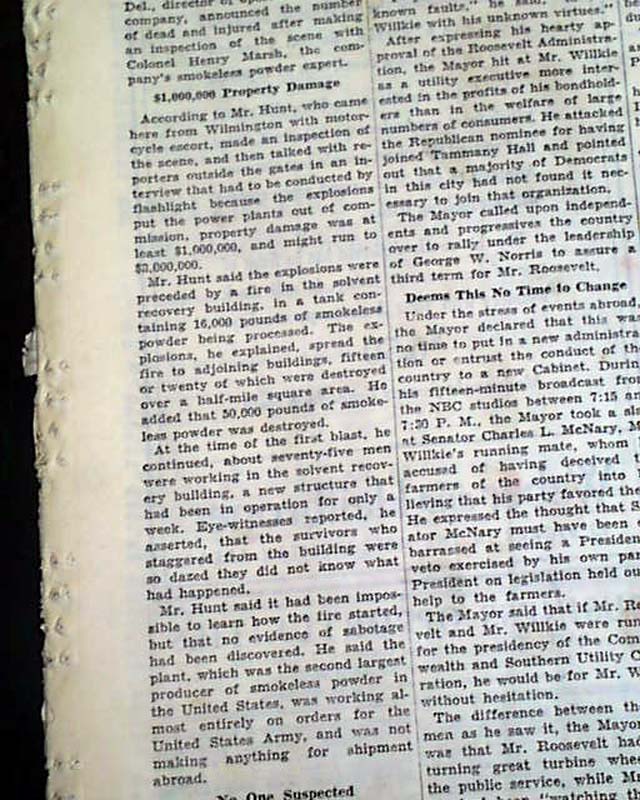 Del., director of
company, announced the number
of dead and injured after making
an inspection of the scene with
Colonel Henry Marsh, the com-
pany's smokeless powder expert.
$1,000,000 Property Damage
According to Mr. Hunt, who came
here from Wilmington with motor-
cycle escort, made an inspection of
the scene, and then talked with re-
porters outside the gates in an in-
terview that had to be conducted by
flashlight because the explosions
put the power plants out of com-
mission, property damage was at
least $1,000,000, and might run to
Mr. Hunt said the explosions were
preceded by a fire in the solvent
recovery building, in a tank con-
taining 16,000 pounds of smokeless
powder being processed. The ex-
plosions, he explained, spread the
fire to adjoining buildings, fifteen
or twenty of which were destroyed
over a half-mile square area. He
added that 50,000 pounds of smoke-
less powder was destroyed.
At the time of the first blast, he
continued, about seventy-five men
were working in the solvent recov-
ery building, a new structure that
had been in operation for only a
week. Eye-witnesses reported, he
asserted, that the survivors who
staggered from the building were
so dazed they did not know what
had happened.
Mr. Hunt said it had been impos-
sible to learn how the fire started,
but that no evidence of sabotage
had been discovered. He said the
plant, which was the second largest
producer of smokeless powder in
the United States, was working al-
most entirely on orders for the
United States Army, and was not
making anything for shipment
abroad.
No One Suspected
known faults," he said,
Willkie with his unknown virtues."
After expressing his hearty ap-
proval of the Roosevelt Administra-
tion, the Mayor hit at Mr. Willkie
as a utility executive more inter-
ested in the profits of his bondhold-
ers than in the welfare of large
numbers of consumers. He attacked
the Republican nominee for having
joined Tammany Hall and pointed
out that a majority of Democrats
in this city had not found it nec-
essary to join that organization.
The Mayor called upon independ-
ents and progressives the country
over to rally under the leadership
of George W. Norris to assure a
third term for Mr. Roosevelt.
Deems This No Time to Change
Under the stress of events abroad,
the Mayor declared that this was
no time to put in a new administra
tion or entrust the conduct of the
country to a new Cabinet. Durin
his fifteen-minute broadcast from
the NBC studios between 7:15 an
7:30 P. M., the Mayor took a sla
at Senator Charles L. McNary, M
Willkie's running mate, whom
accused of having deceived t
farmers of the country into
lieving that his party favored the
He expressed the thought that S
ator McNary must have been
barrassed at seeing a Presiden
veto exercised by his own par
President on legislation held ou
help to the farmers.
The Mayor said that if Mr. Ro
velt and Mr. Willkie were run
for the presidency of the Com
wealth and Southern Utility C
ration, he would be for Mr. W
without hesitation.
The difference between th
men as he saw it, the Mayor
was that Mr. Roosevelt had
turning great turbine whe
the public service, while M
"watching th